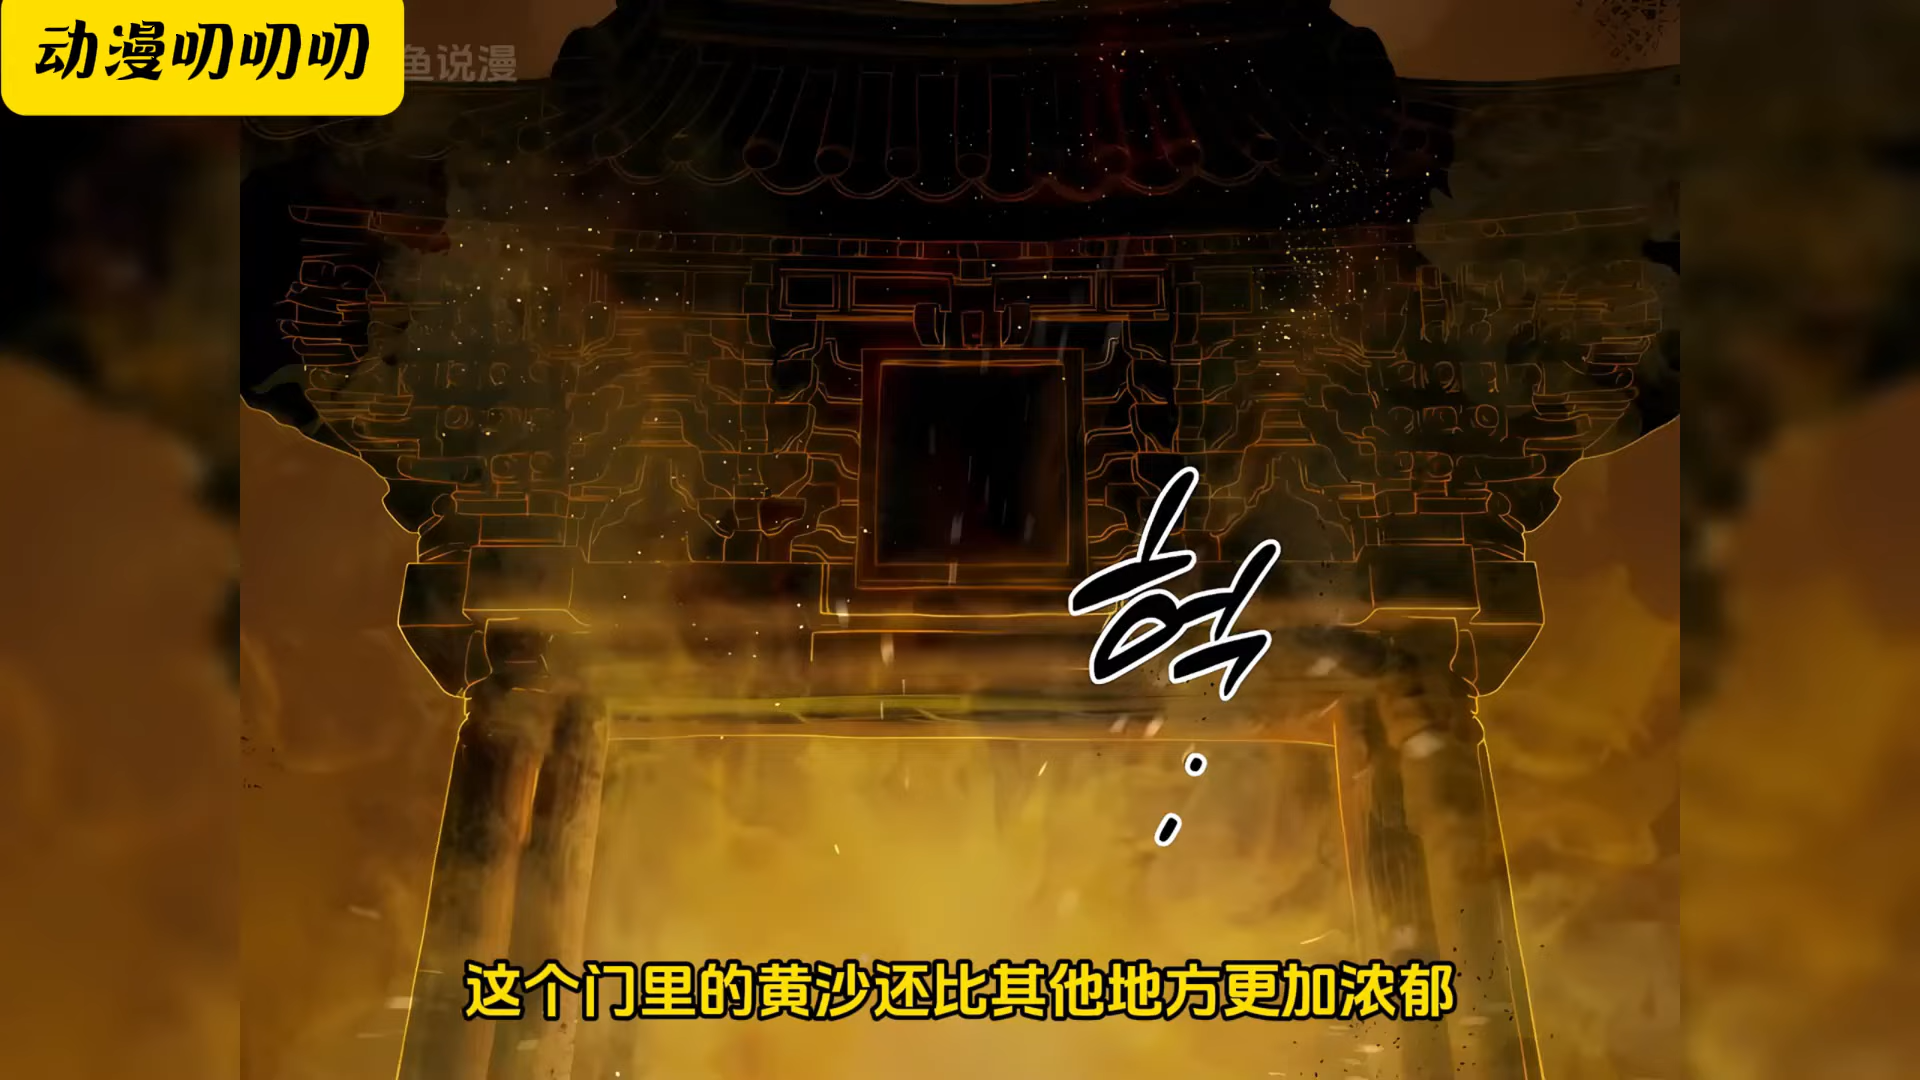 动漫叨叨叨
鱼说漫
헉
这个门里的黄沙还比其他地方更加浓郁